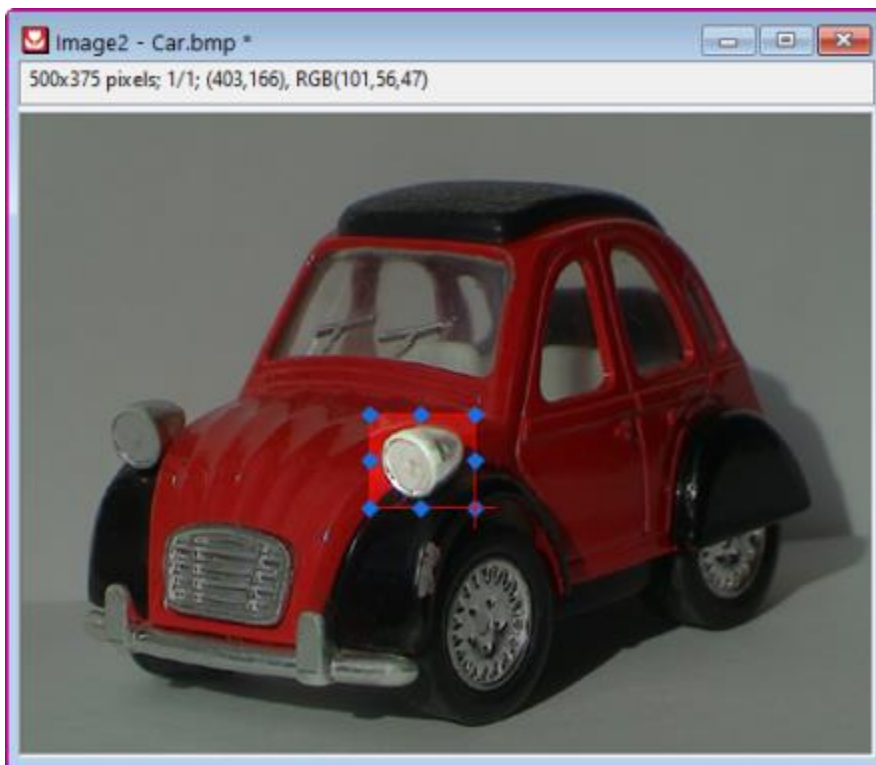 Image2 - Car.bmp *
500x375 pixels; 1/1; (403,166), RGB(101,56,47)